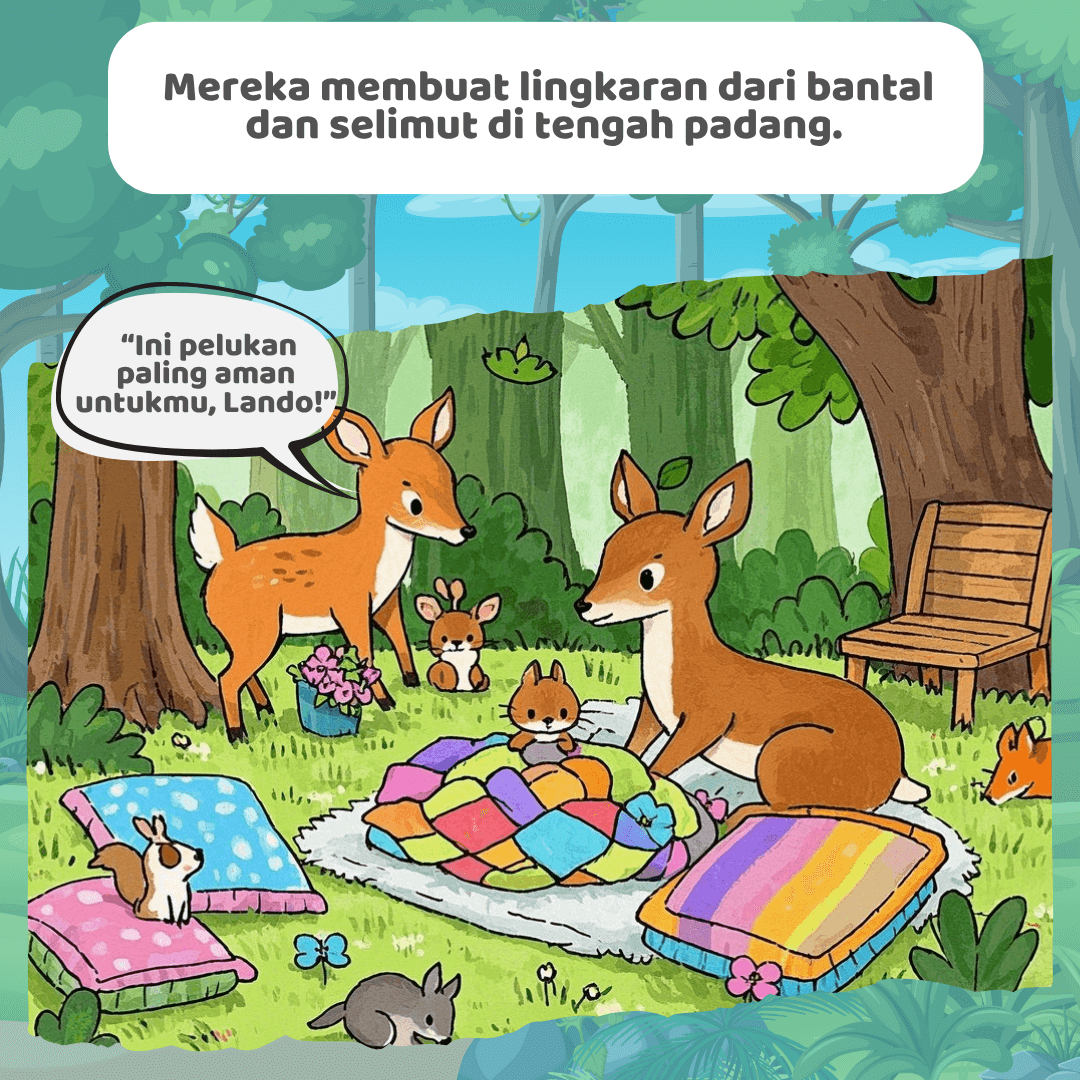 Mereka membuat lingkaran dari bantal
dan selimut di tengah padang.
“Ini pelukan
paling aman
untukmu, Lando!”